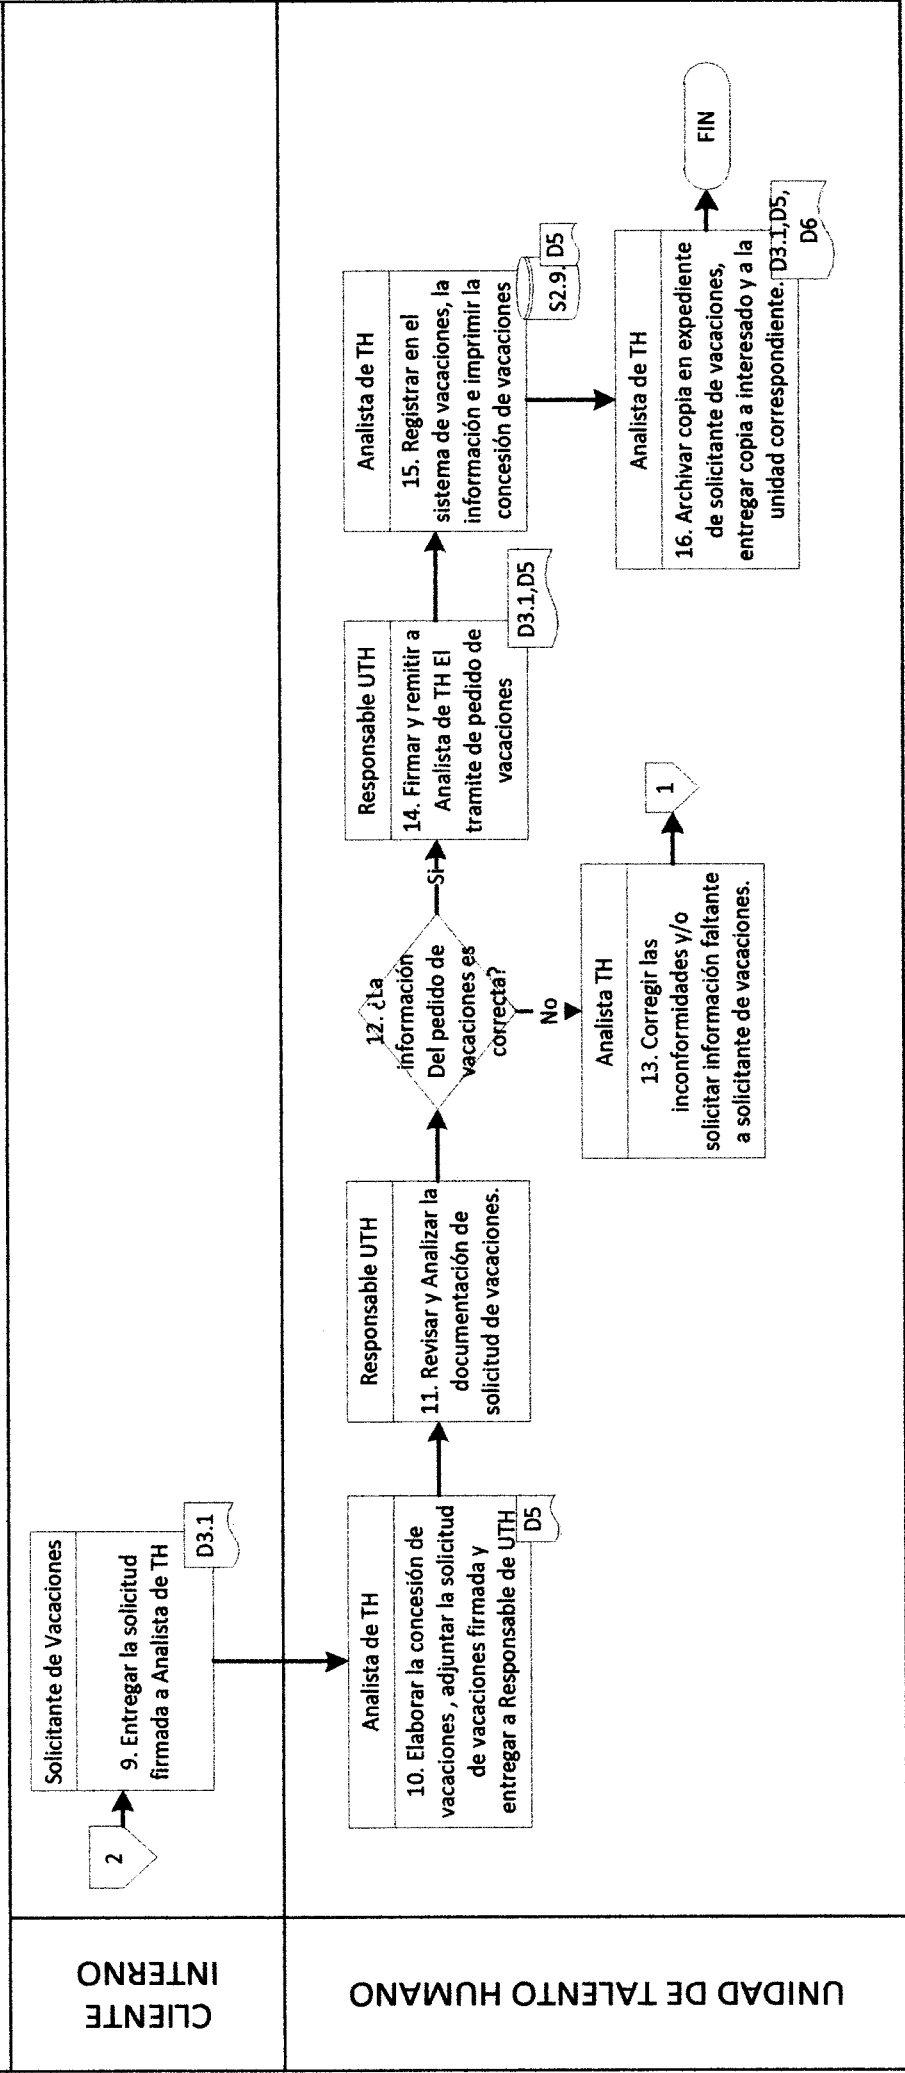 CLIENTE
INTERNO
2
Solicitante de Vacaciones
9. Entregar la solicitud
firmada a Analista de TH
D3.1
UNIDAD DE TALENTO HUMANO
Analista de TH
10. Elaborar la concesión de
vacaciones , adjuntar la solicitud
de vacaciones firmada y
entregar a Responsable de UTH
D5
Responsable UTH
11. Revisar y Analizar la
documentación de
solicitud de vacaciones.
12. ¿La
información
Del pedido de
vacaciones es
correcta?
Si
No
Analista TH
13. Corregir las
inconformidades y/o
solicitar información faltante
a solicitante de vacaciones.
1
Responsable UTH
14. Firmar y remitir a
Analista de TH El
tramite de pedido de
vacaciones
D3.1,D5
Analista de TH
15. Registrar en el
sistema de vacaciones, la
información e imprimir la
concesión de vacaciones
S2.9.
D5
Analista de TH
16. Archivar copia en expediente
de solicitante de vacaciones,
entregar copia a interesado y a la
unidad correspondiente.
D3.1,D5,
D6
FIN